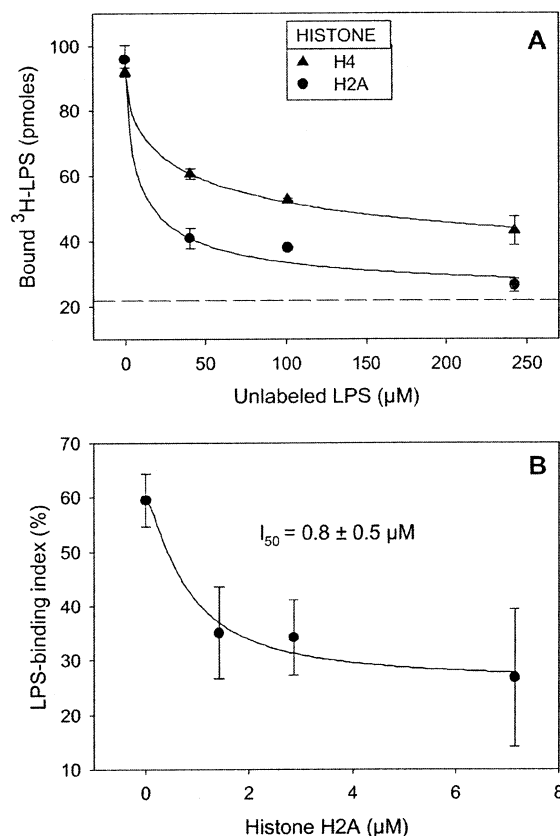 A
HISTONE
▲ H4
● H2A
Bound ³H-LPS (pmoles)
100
80
60
40
20
0
50
100
150
200
250
Unlabeled LPS (µM)
B
I₅₀ = 0.8 ± 0.5 µM
LPS-binding index (%)
70
60
50
40
30
20
10
0
2
4
6
8
Histone H2A (µM)